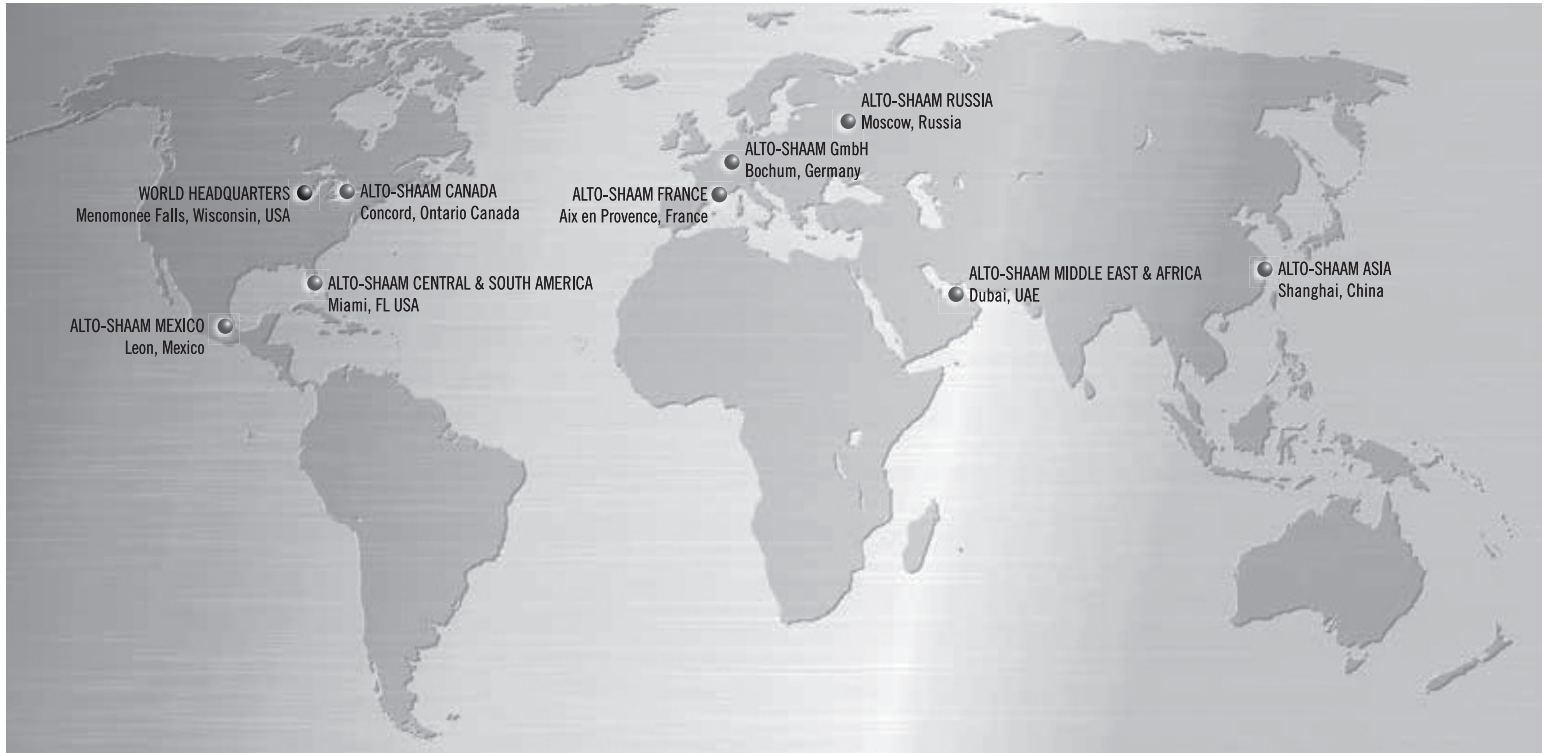 ALTO-SHAAM RUSSIA
Moscow, Russia
ALTO-SHAAM GmbH
Bochum, Germany
WORLD HEADQUARTERS
Menomonee Falls, Wisconsin, USA
ALTO-SHAAM CANADA
Concord, Ontario Canada
ALTO-SHAAM FRANCE
Aix en Provence, France
ALTO-SHAAM CENTRAL & SOUTH AMERICA
Miami, FL USA
ALTO-SHAAM MIDDLE EAST & AFRICA
Dubai, UAE
ALTO-SHAAM ASIA
Shanghai, China
ALTO-SHAAM MEXICO
Leon, Mexico